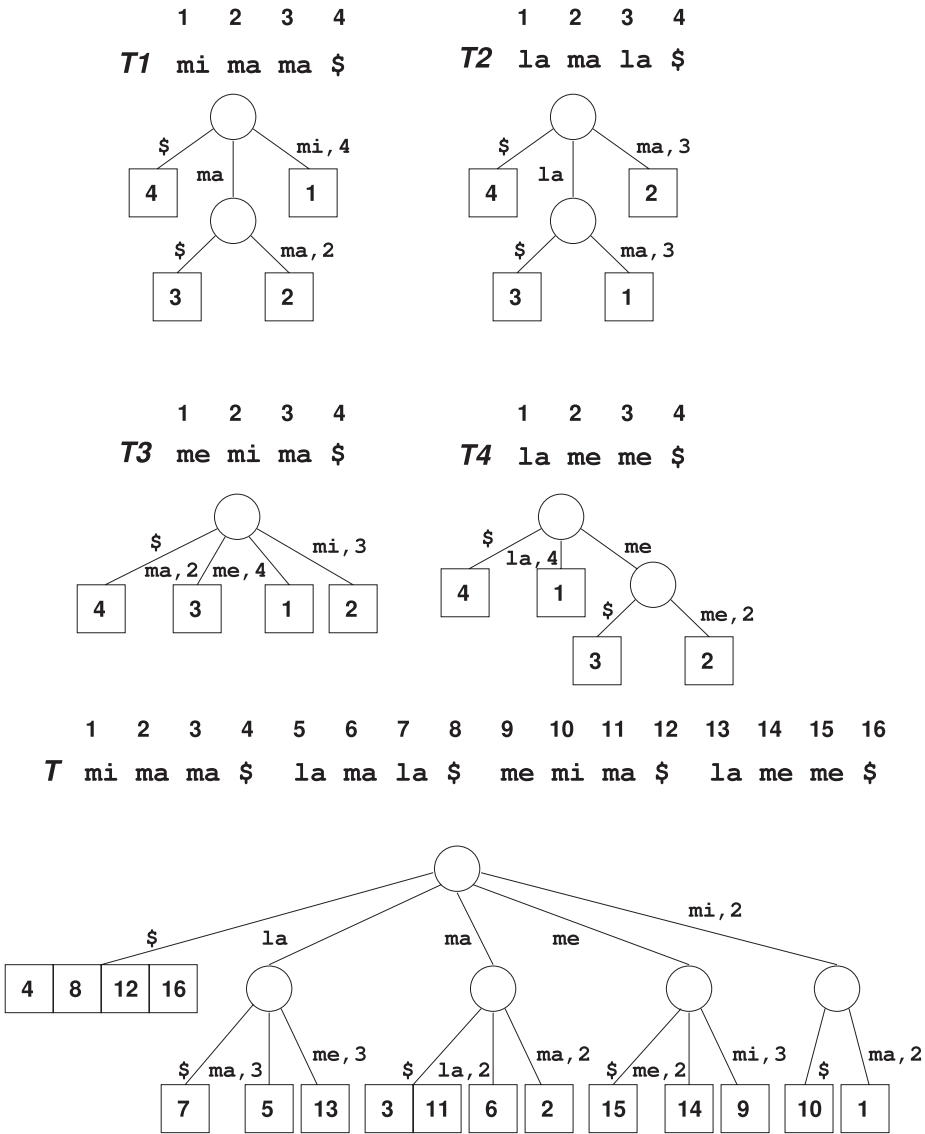 1 2 3 4 1 2 3 4
T1 mi ma ma $ T2 la ma la $
$ mi,4 $ ma,3
ma la
4 1 4 2
$ ma,2 $ ma,3
3 2 3 1
1 2 3 4 1 2 3 4
T3 me mi ma $ T4 la me me $
$ mi,3 $ me
ma,2 me,4 la,4
4 3 1 2 4 1
$ me,2
3 2
1 2 3 4 5 6 7 8 9 10 11 12 13 14 15 16
T mi ma ma $ la ma la $ me mi ma $ la me me $
mi,2
$ la ma me
4 8 12 16
$ ma,3 me,3 $ la,2 ma,2 $ me,2 mi,3 $ ma,2
7 5 13 3 11 6 2 15 14 9 10 1